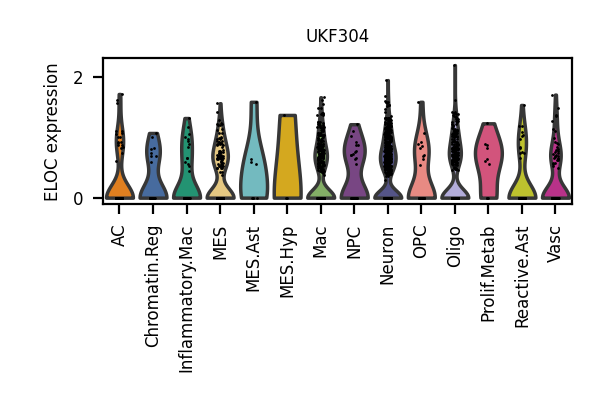 UKF304
ELOC expression
2
0
AC
Chromatin.Reg
Inflammatory.Mac
MES
MES.Ast
MES.Hyp
Mac
NPC
Neuron
OPC
Oligo
Prolif.Metab
Reactive.Ast
Vasc